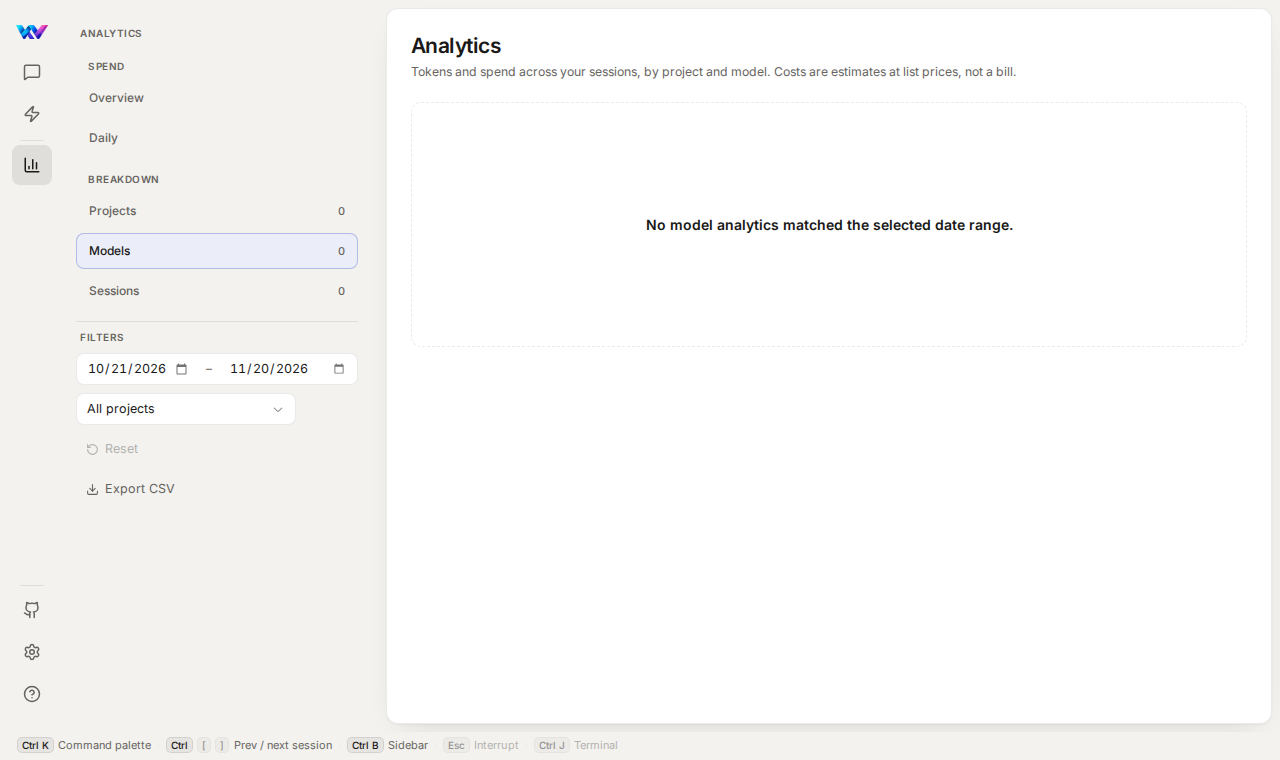 ANALYTICS
SPEND
Overview
Daily
BREAKDOWN
Projects 0
Models 0
Sessions 0
FILTERS
10/21/2026 – 11/20/2026
All projects
Reset
Export CSV
Analytics
Tokens and spend across your sessions, by project and model. Costs are estimates at list prices, not a bill.
No model analytics matched the selected date range.
Ctrl K Command palette Ctrl [ ] Prev / next session Ctrl B Sidebar Esc Interrupt Ctrl J Terminal